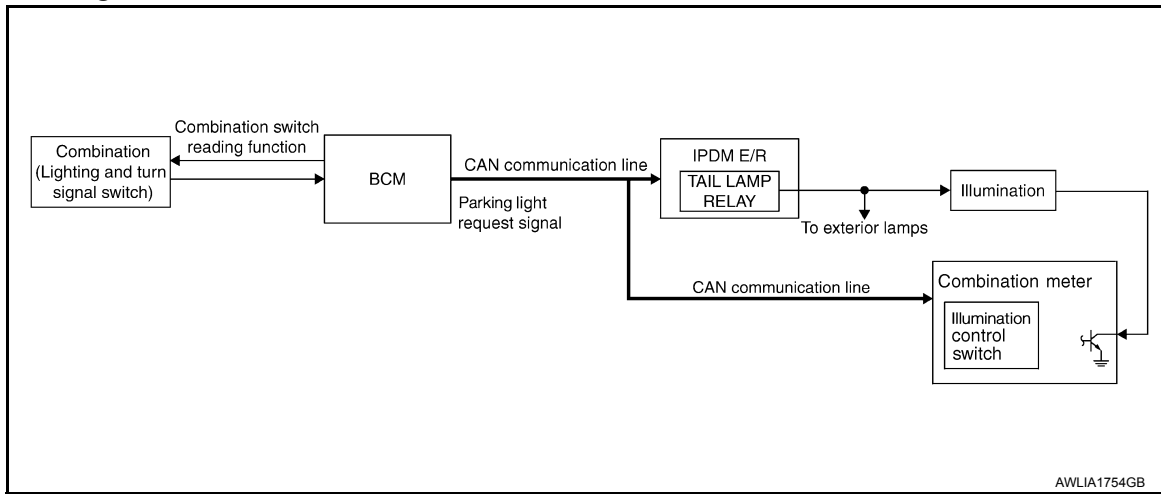 Combination switch
reading function
Combination
(Lighting and turn
signal switch)
BCM
CAN communication line
Parking light
request signal
IPDM E/R
TAIL LAMP
RELAY
To exterior lamps
Illumination
CAN communication line
Combination meter
Illumination
control
switch
AWLIA1754GB